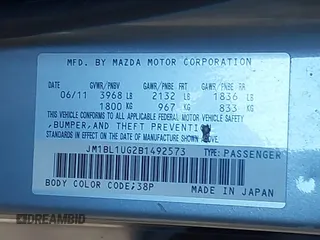 MFD. BY MAZDA MOTOR CORPORATION
GVWR/PNBV GAWR/PNBE FR GAWR/PNBE RR
06/11 3968 LB 2132 LB 1836 LB
1800 KG 967 KG 833 KG
THIS VEHICLE CONFORMS TO ALL APPLICABLE FEDERAL MOTOR VEHICLE SAFETY
, BUMPER, AND THEFT PREVENTION
STANDARDS IN EFFECT ON THE DATE OF MANUFACTURE SHOWN ABOVE.
JM1BL1UG2B1492573 TYPE: PASSENGER
BODY COLOR CODE: 38P MADE IN JAPAN
DREAMBID